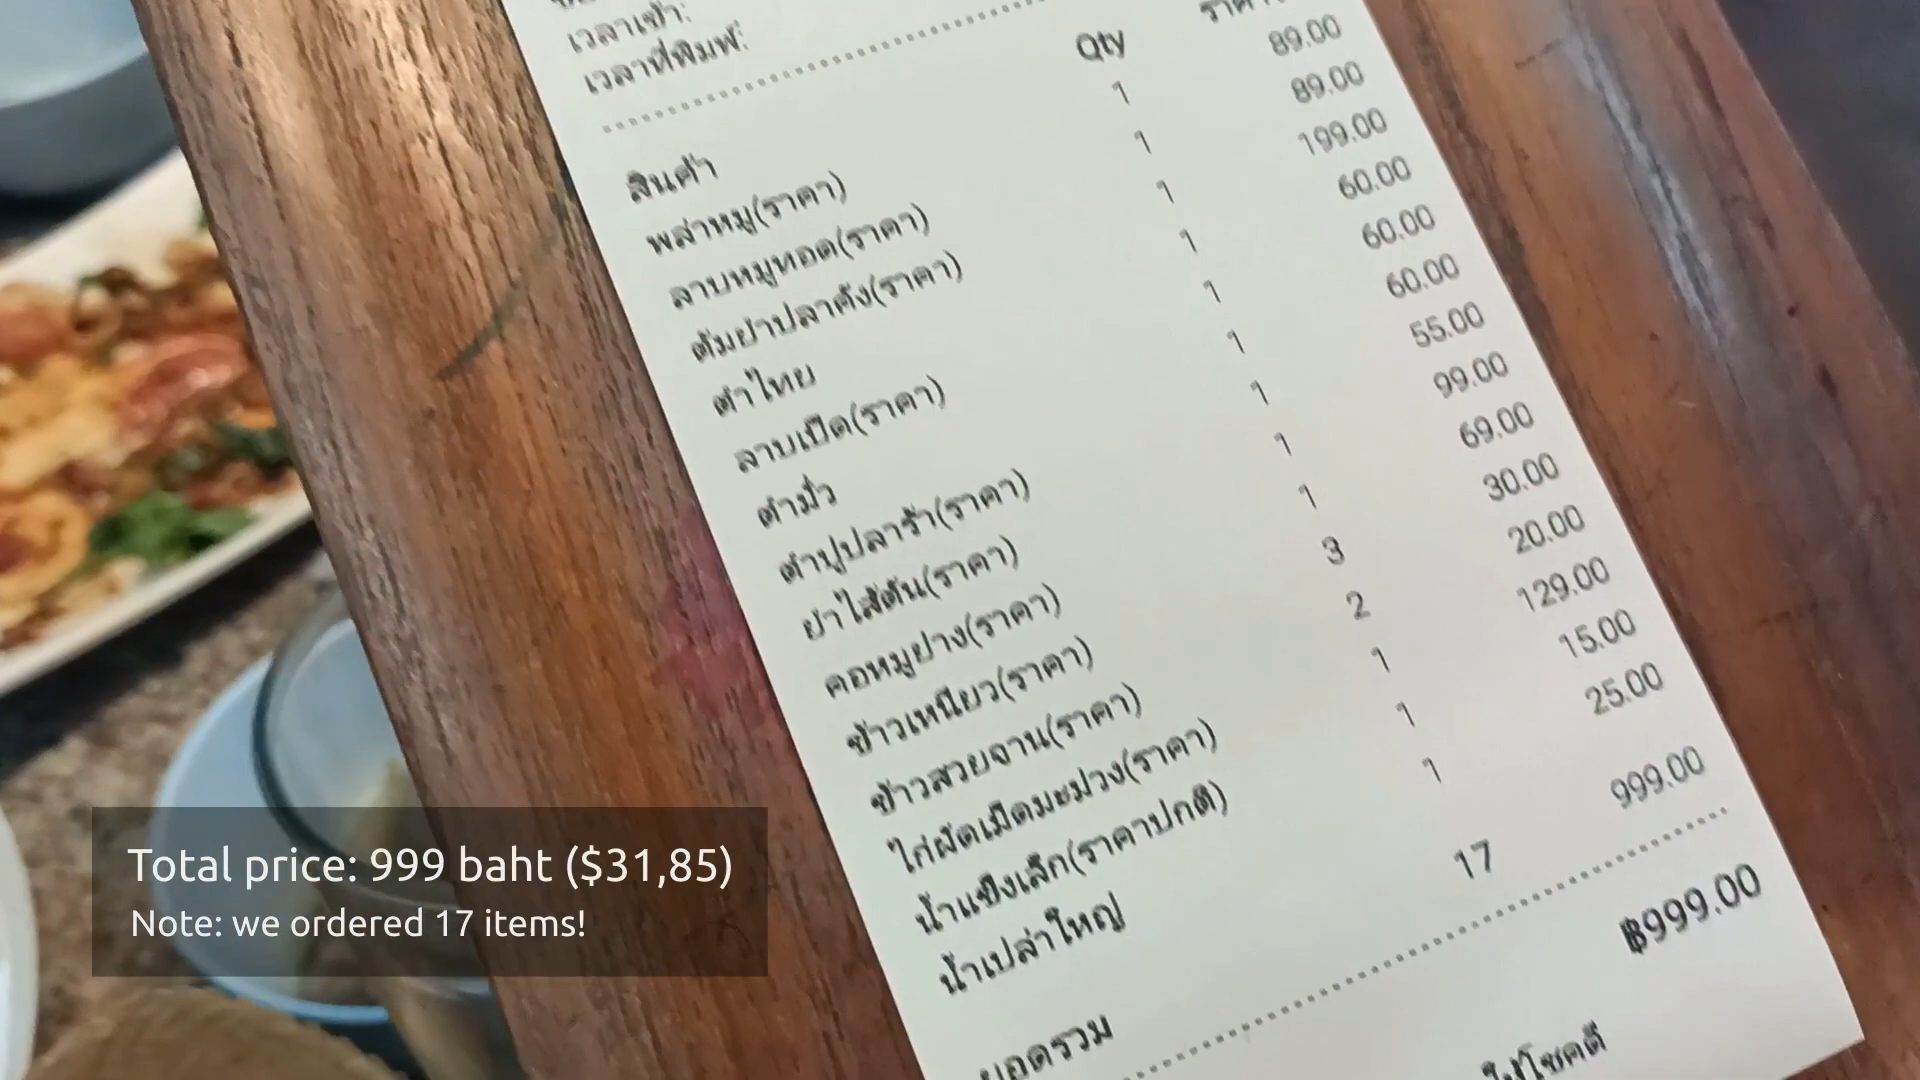 เวลาเข้า:
เวลาที่พิมพ์:
สินค้า Qty
พล่าหมู(ราคา) 1 89.00
ลาบหมูทอด(ราคา) 1 89.00
ต้มยำปลาคัง(ราคา) 1 199.00
ตำไทย 1 60.00
ลาบเป็ด(ราคา) 1 60.00
ตำมั่ว 1 60.00
ตำปูปลาร้า(ราคา) 1 55.00
ยำไส้ตัน(ราคา) 1 99.00
คอหมูย่าง(ราคา) 1 69.00
ข้าวเหนียว(ราคา) 3 30.00
ข้าวสวยจาน(ราคา) 2 20.00
ไก่ผัดเม็ดมะม่วง(ราคา) 1 129.00
น้ำแข็งเล็ก(ราคาปกติ) 1 15.00
น้ำเปล่าใหญ่ 1 25.00
ยอดรวม 17 999.00
฿999.00
Total price: 999 baht ($31,85)
Note: we ordered 17 items!